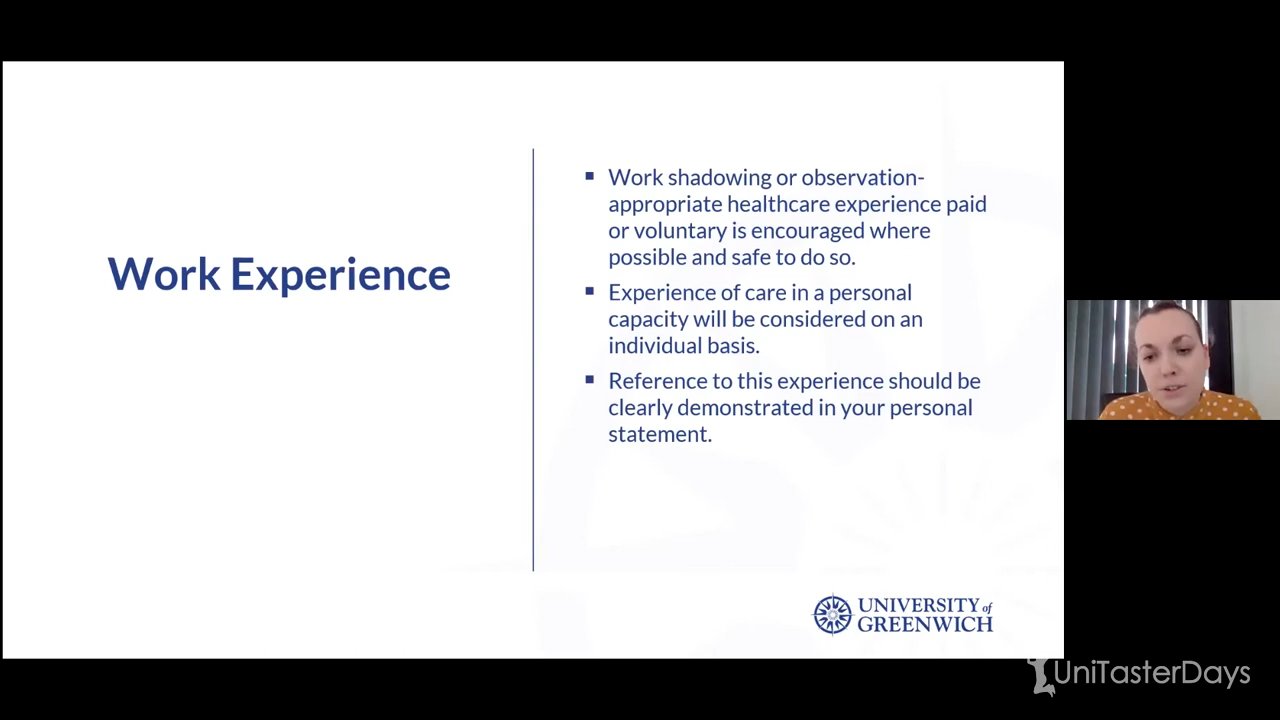 Work Experience
Work shadowing or observation-
appropriate healthcare experience paid
or voluntary is encouraged where
possible and safe to do so.
Experience of care in a personal
capacity will be considered on an
individual basis.
Reference to this experience should be
clearly demonstrated in your personal
statement.
UNIVERSITY of
GREENWICH
UniTasterDays